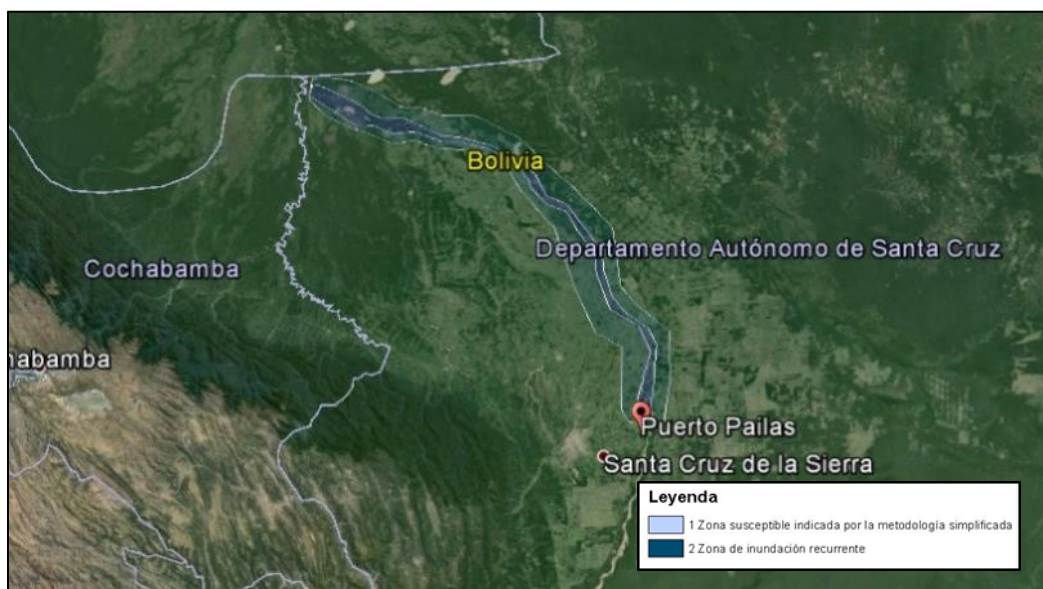 Bolivia
Departamento Autónomo de Santa Cruz
Cochabamba
habamba
Puerto Pailas
Santa Cruz de la Sierra
Leyenda
1 Zona susceptible indicada por la metodología simplificada
2 Zona de inundación recurrente